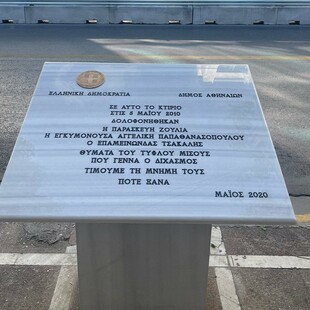 ΕΛΛΗΝΙΚΗ ΔΗΜΟΚΡΑΤΙΑ ΔΗΜΟΣ ΑΘΗΝΑΙΩΝ
ΣΕ ΑΥΤΟ ΤΟ ΚΤΙΡΙΟ
ΣΤΙΣ 5 ΜΑΪΟΥ 2010
ΔΟΛΟΦΟΝΗΘΗΚΑΝ
Η ΠΑΡΑΣΚΕΥΗ ΖΟΥΛΙΑ
Η ΕΓΚΥΜΟΝΟΥΣΑ ΑΓΓΕΛΙΚΗ ΠΑΠΑΘΑΝΑΣΟΠΟΥΛΟΥ
Ο ΕΠΑΜΕΙΝΩΝΔΑΣ ΤΣΑΚΑΛΗΣ
ΘΥΜΑΤΑ ΤΟΥ ΤΥΦΛΟΥ ΜΙΣΟΥΣ
ΠΟΥ ΓΕΝΝΑ Ο ΔΙΧΑΣΜΟΣ
ΤΙΜΟΥΜΕ ΤΗ ΜΝΗΜΗ ΤΟΥΣ
ΠΟΤΕ ΞΑΝΑ
ΜΑΪΟΣ 2020